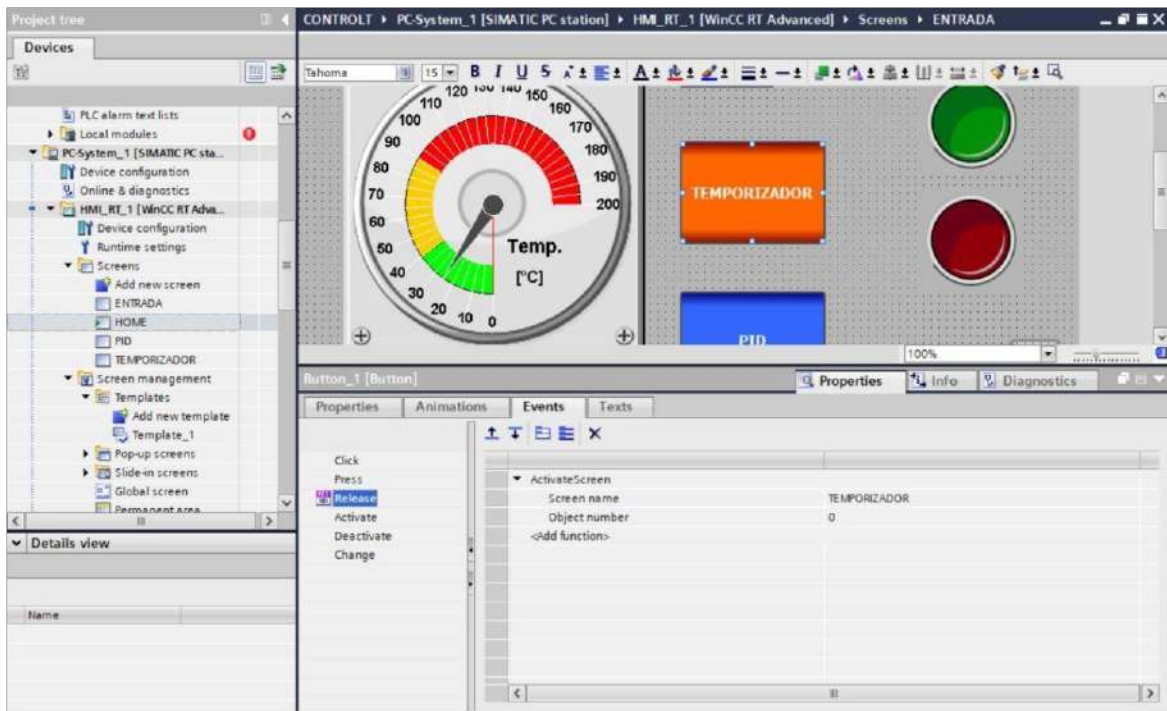 Project tree
CONTROLT ▸ PC-System_1 [SIMATIC PC station] ▸ HMI_RT_1 [WinCC RT Advanced] ▸ Screens ▸ ENTRADA
Devices
Tahoma 15 B I U S A
PLC alarm text lists
Local modules
PC-System_1 [SIMATIC PC sta...
Device configuration
Online & diagnostics
HMI_RT_1 [WinCC RT Adva...
Device configuration
Runtime settings
Screens
Add new screen
ENTRADA
HOME
PID
TEMPORIZADOR
Screen management
Templates
Add new template
Template_1
Pop-up screens
Slide-in screens
Global screen
Permanent area
Details view
Name
0
10
20
30
40
50
60
70
80
90
100
110
120
130
140
150
160
170
180
190
200
Temp.
[°C]
TEMPORIZADOR
PID
100%
Button_1 [Button]
Properties Info Diagnostics
Properties Animations Events Texts
Click
Press
Release
Activate
Deactivate
Change
ActivateScreen
Screen name TEMPORIZADOR
Object number 0
<Add function>